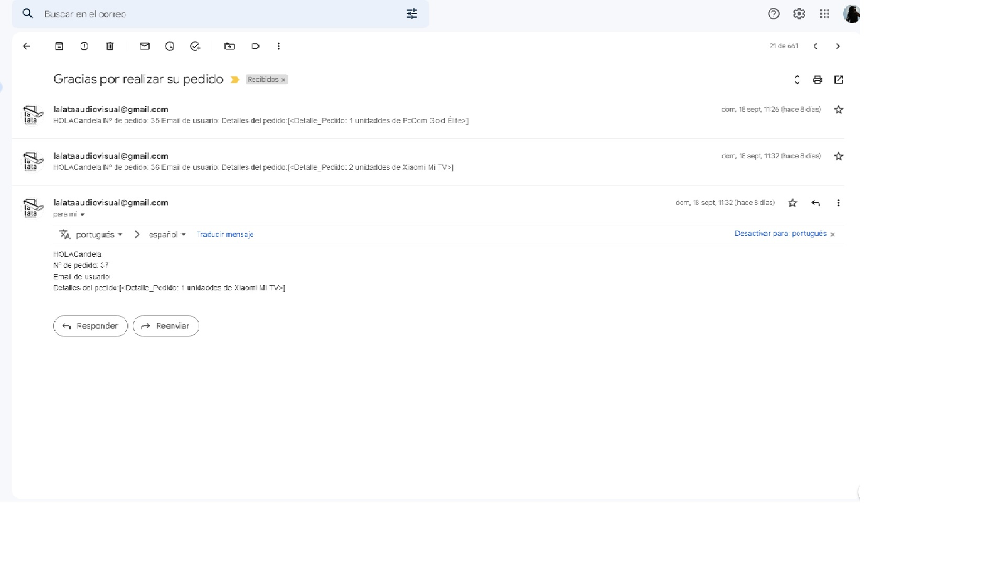 Buscar en el correo
21 de 661
Gracias por realizar su pedido
Recibidos x
la lata
lalataaudiovisual@gmail.com
dom, 18 sept, 11:26 (hace 8 días)
HOLACandela Nº de pedido: 35 Email de usuario: Detalles del pedido:[<Detalle_Pedido: 1 unidaddes de PcCom Gold Élite>]
la lata
lalataaudiovisual@gmail.com
dom, 18 sept, 11:32 (hace 8 días)
HOLACandela Nº de pedido: 36 Email de usuario: Detalles del pedido:[<Detalle_Pedido: 2 unidaddes de Xiaomi Mi TV>]
la lata
lalataaudiovisual@gmail.com
dom, 18 sept, 11:32 (hace 8 días)
para mí
portugués
español
Traducir mensaje
Desactivar para: portugués x
HOLACandela
Nº de pedido: 37
Email de usuario:
Detalles del pedido:[<Detalle_Pedido: 1 unidaddes de Xiaomi Mi TV>]
Responder
Reenviar